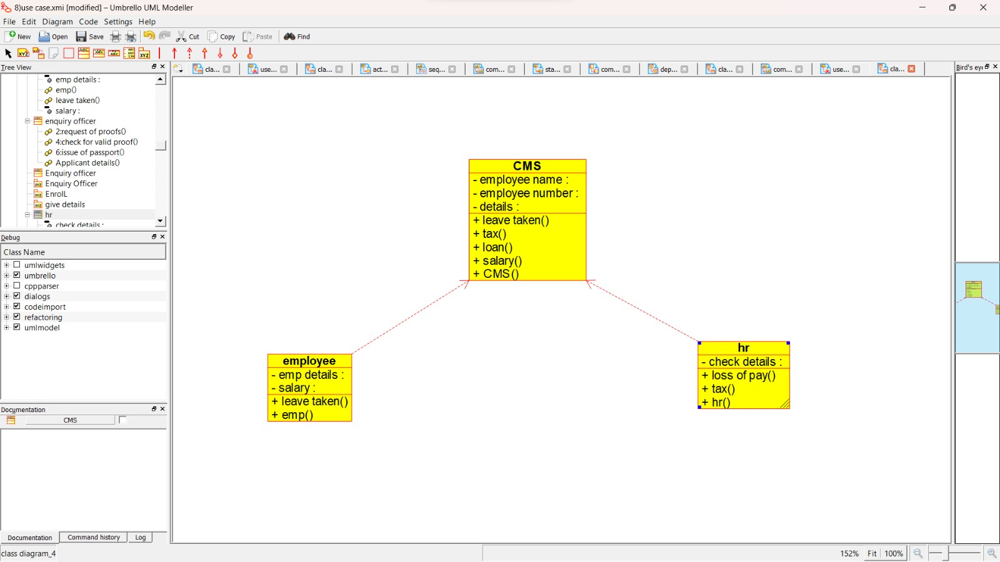 8)use case.xmi [modified] – Umbrello UML Modeller
File Edit Diagram Code Settings Help
New Open Save Cut Copy Paste Find
Tree View
emp details :
emp()
leave taken()
salary :
enquiry officer
2:request of proofs()
4:check for valid proof()
6:issue of passport()
Applicant details()
Enquiry officer
Enquiry Officer
EnrolL
give details
hr
check details :
Debug
Class Name
umlwidgets
umbrello
cppparser
dialogs
codeimport
refactoring
umlmodel
Documentation
CMS
Documentation Command history Log
class diagram_4
cla... use... cla... act... seq... com... sta... com... dep... cla... com... use... cla...
CMS
- employee name :
- employee number :
- details :
+ leave taken()
+ tax()
+ loan()
+ salary()
+ CMS()
employee
- emp details :
- salary :
+ leave taken()
+ emp()
hr
- check details :
+ loss of pay()
+ tax()
+ hr()
Bird's eye
152% Fit 100%